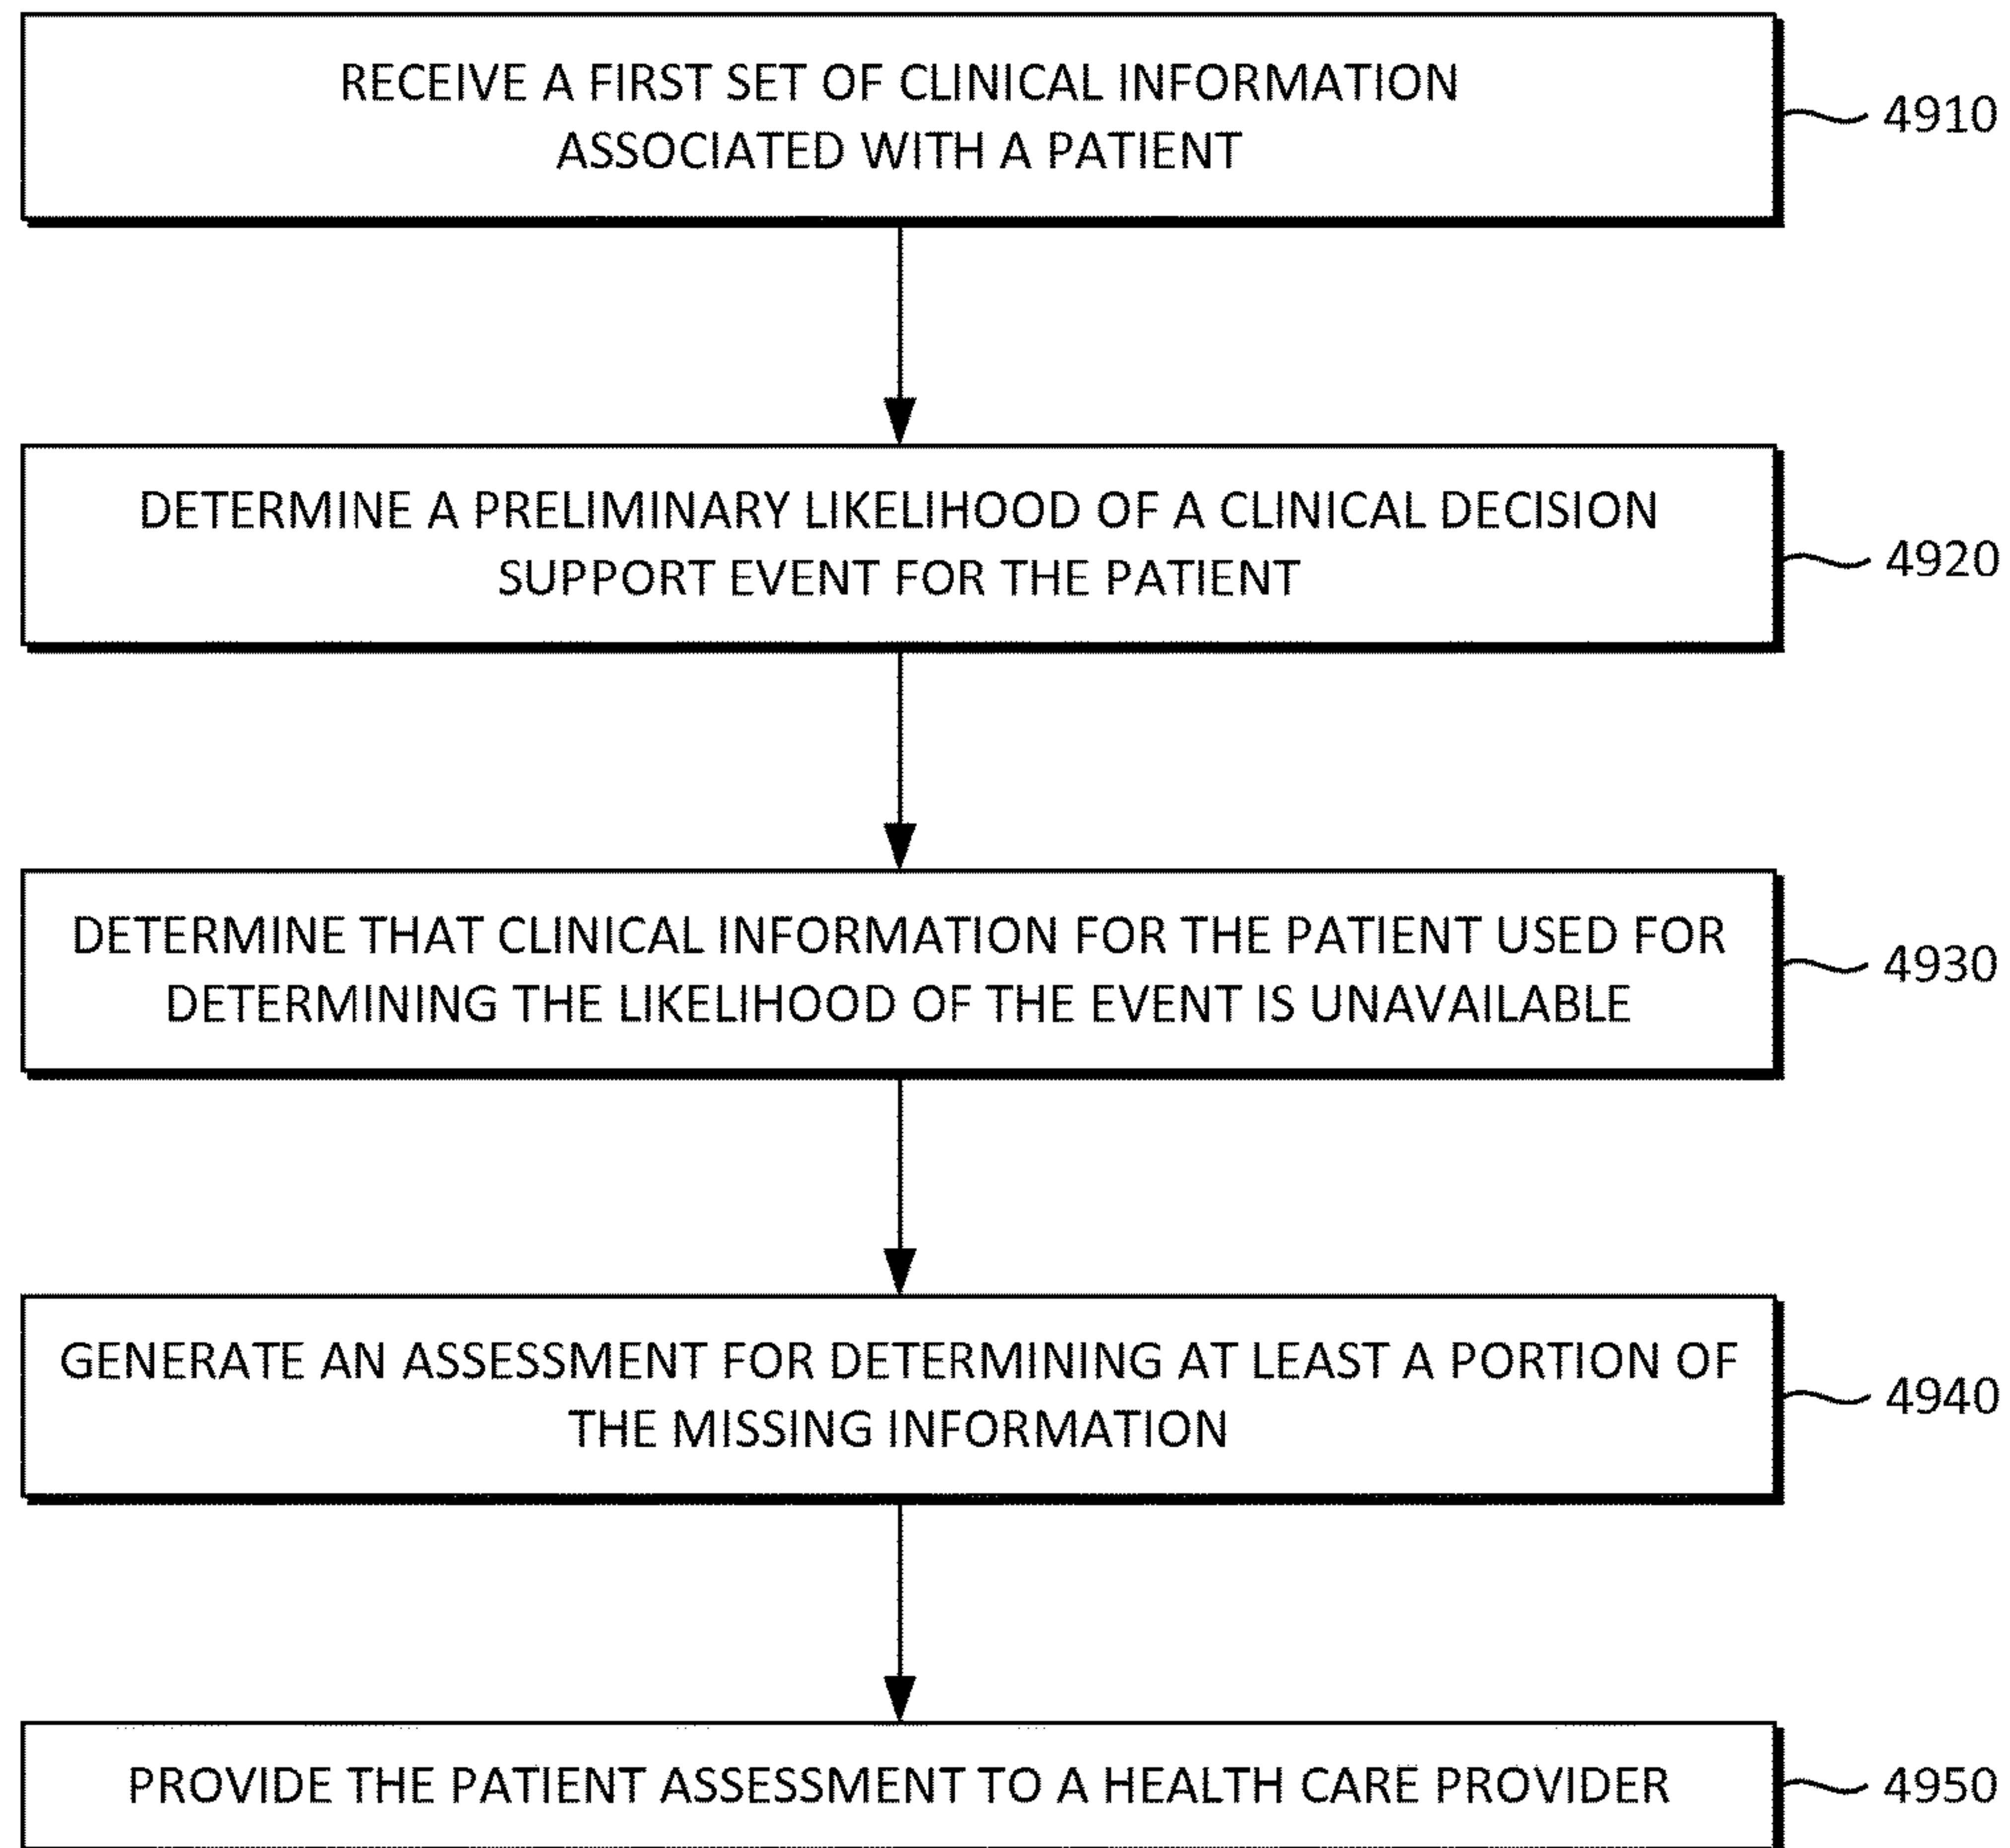 RECEIVE A FIRST SET OF CLINICAL INFORMATION
ASSOCIATED WITH A PATIENT
4910
DETERMINE A PRELIMINARY LIKELIHOOD OF A CLINICAL DECISION
SUPPORT EVENT FOR THE PATIENT
4920
DETERMINE THAT CLINICAL INFORMATION FOR THE PATIENT USED FOR
DETERMINING THE LIKELIHOOD OF THE EVENT IS UNAVAILABLE
4930
GENERATE AN ASSESSMENT FOR DETERMINING AT LEAST A PORTION OF
THE MISSING INFORMATION
4940
PROVIDE THE PATIENT ASSESSMENT TO A HEALTH CARE PROVIDER
4950